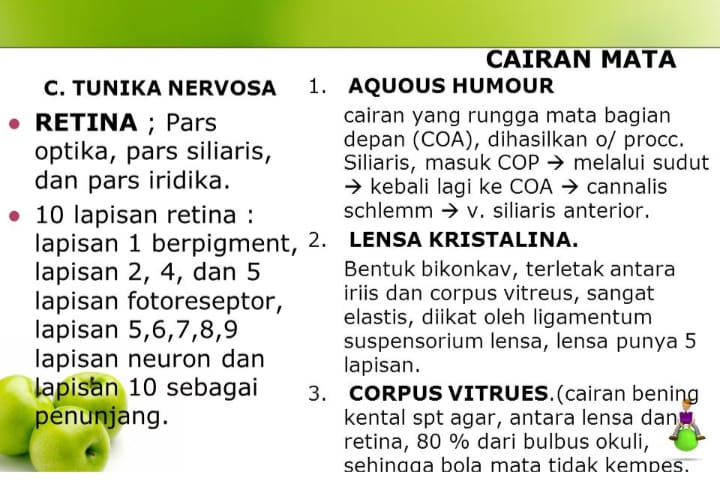 C. TUNIKA NERVOSA
RETINA ; Pars
optika, pars siliaris,
dan pars iridika.
10 lapisan retina :
lapisan 1 berpigment,
lapisan 2, 4, dan 5
lapisan fotoreseptor,
lapisan 5,6,7,8,9
lapisan neuron dan
lapisan 10 sebagai
penunjang.
CAIRAN MATA
1. AQUOUS HUMOUR
cairan yang rungga mata bagian
depan (COA), dihasilkan o/ procc.
Siliaris, masuk COP → melalui sudut
→ kebali lagi ke COA → cannalis
schlemm → v. siliaris anterior.
2. LENSA KRISTALINA.
Bentuk bikonkav, terletak antara
iriis dan corpus vitreus, sangat
elastis, diikat oleh ligamentum
suspensorium lensa, lensa punya 5
lapisan.
3. CORPUS VITRUES.(cairan bening
kental spt agar, antara lensa dan
retina, 80 % dari bulbus okuli,
sehingga bola mata tidak kempes.